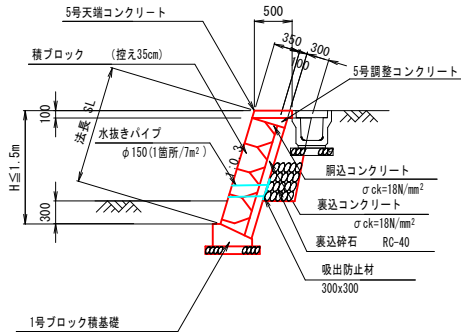 5号天端コンクリート
500
350
100
300
積ブロック (控え35cm)
5号調整コンクリート
100
法長 SL
水抜きパイプ
φ150(1箇所/7m²)
1:0.3
H≦1.5m
胴込コンクリート
σck=18N/mm²
裏込コンクリート
σck=18N/mm²
300
裏込砕石 RC-40
吸出防止材
300x300
1号ブロック積基礎